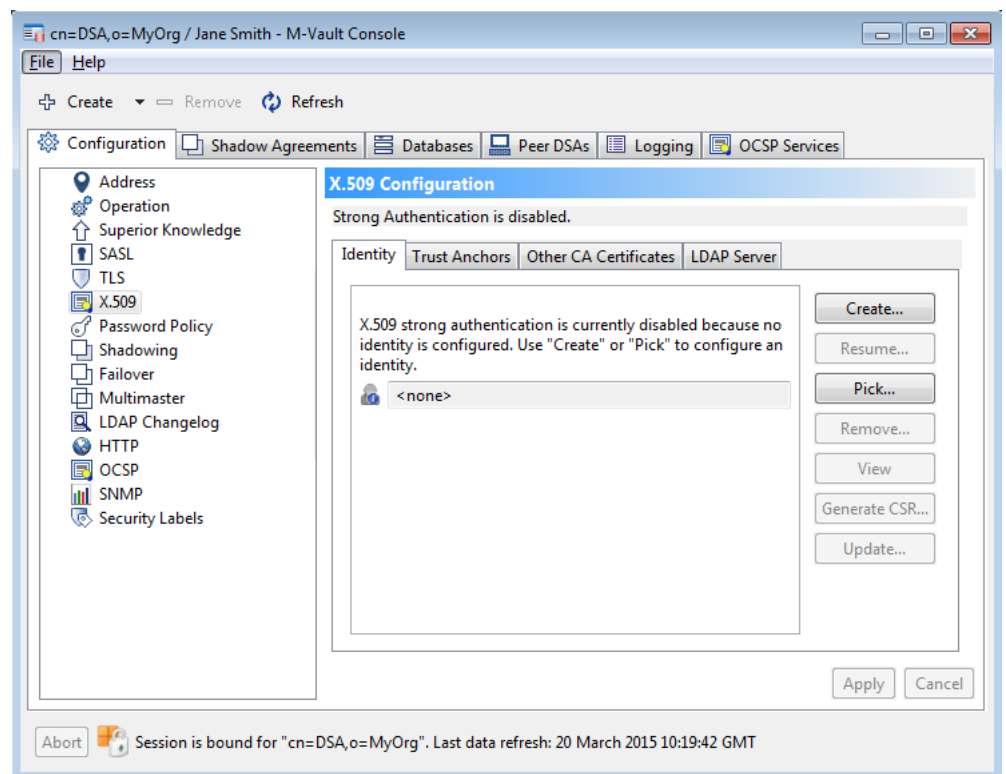 cn=DSA,o=MyOrg / Jane Smith - M-Vault Console
File Help
Create Remove Refresh
Configuration Shadow Agreements Databases Peer DSAs Logging OCSP Services
Address
Operation
Superior Knowledge
SASL
TLS
X.509
Password Policy
Shadowing
Failover
Multimaster
LDAP Changelog
HTTP
OCSP
SNMP
Security Labels
X.509 Configuration
Strong Authentication is disabled.
Identity Trust Anchors Other CA Certificates LDAP Server
X.509 strong authentication is currently disabled because no
identity is configured. Use "Create" or "Pick" to configure an
identity.
<none>
Create...
Resume...
Pick...
Remove...
View
Generate CSR...
Update...
Apply Cancel
Abort Session is bound for "cn=DSA,o=MyOrg". Last data refresh: 20 March 2015 10:19:42 GMT